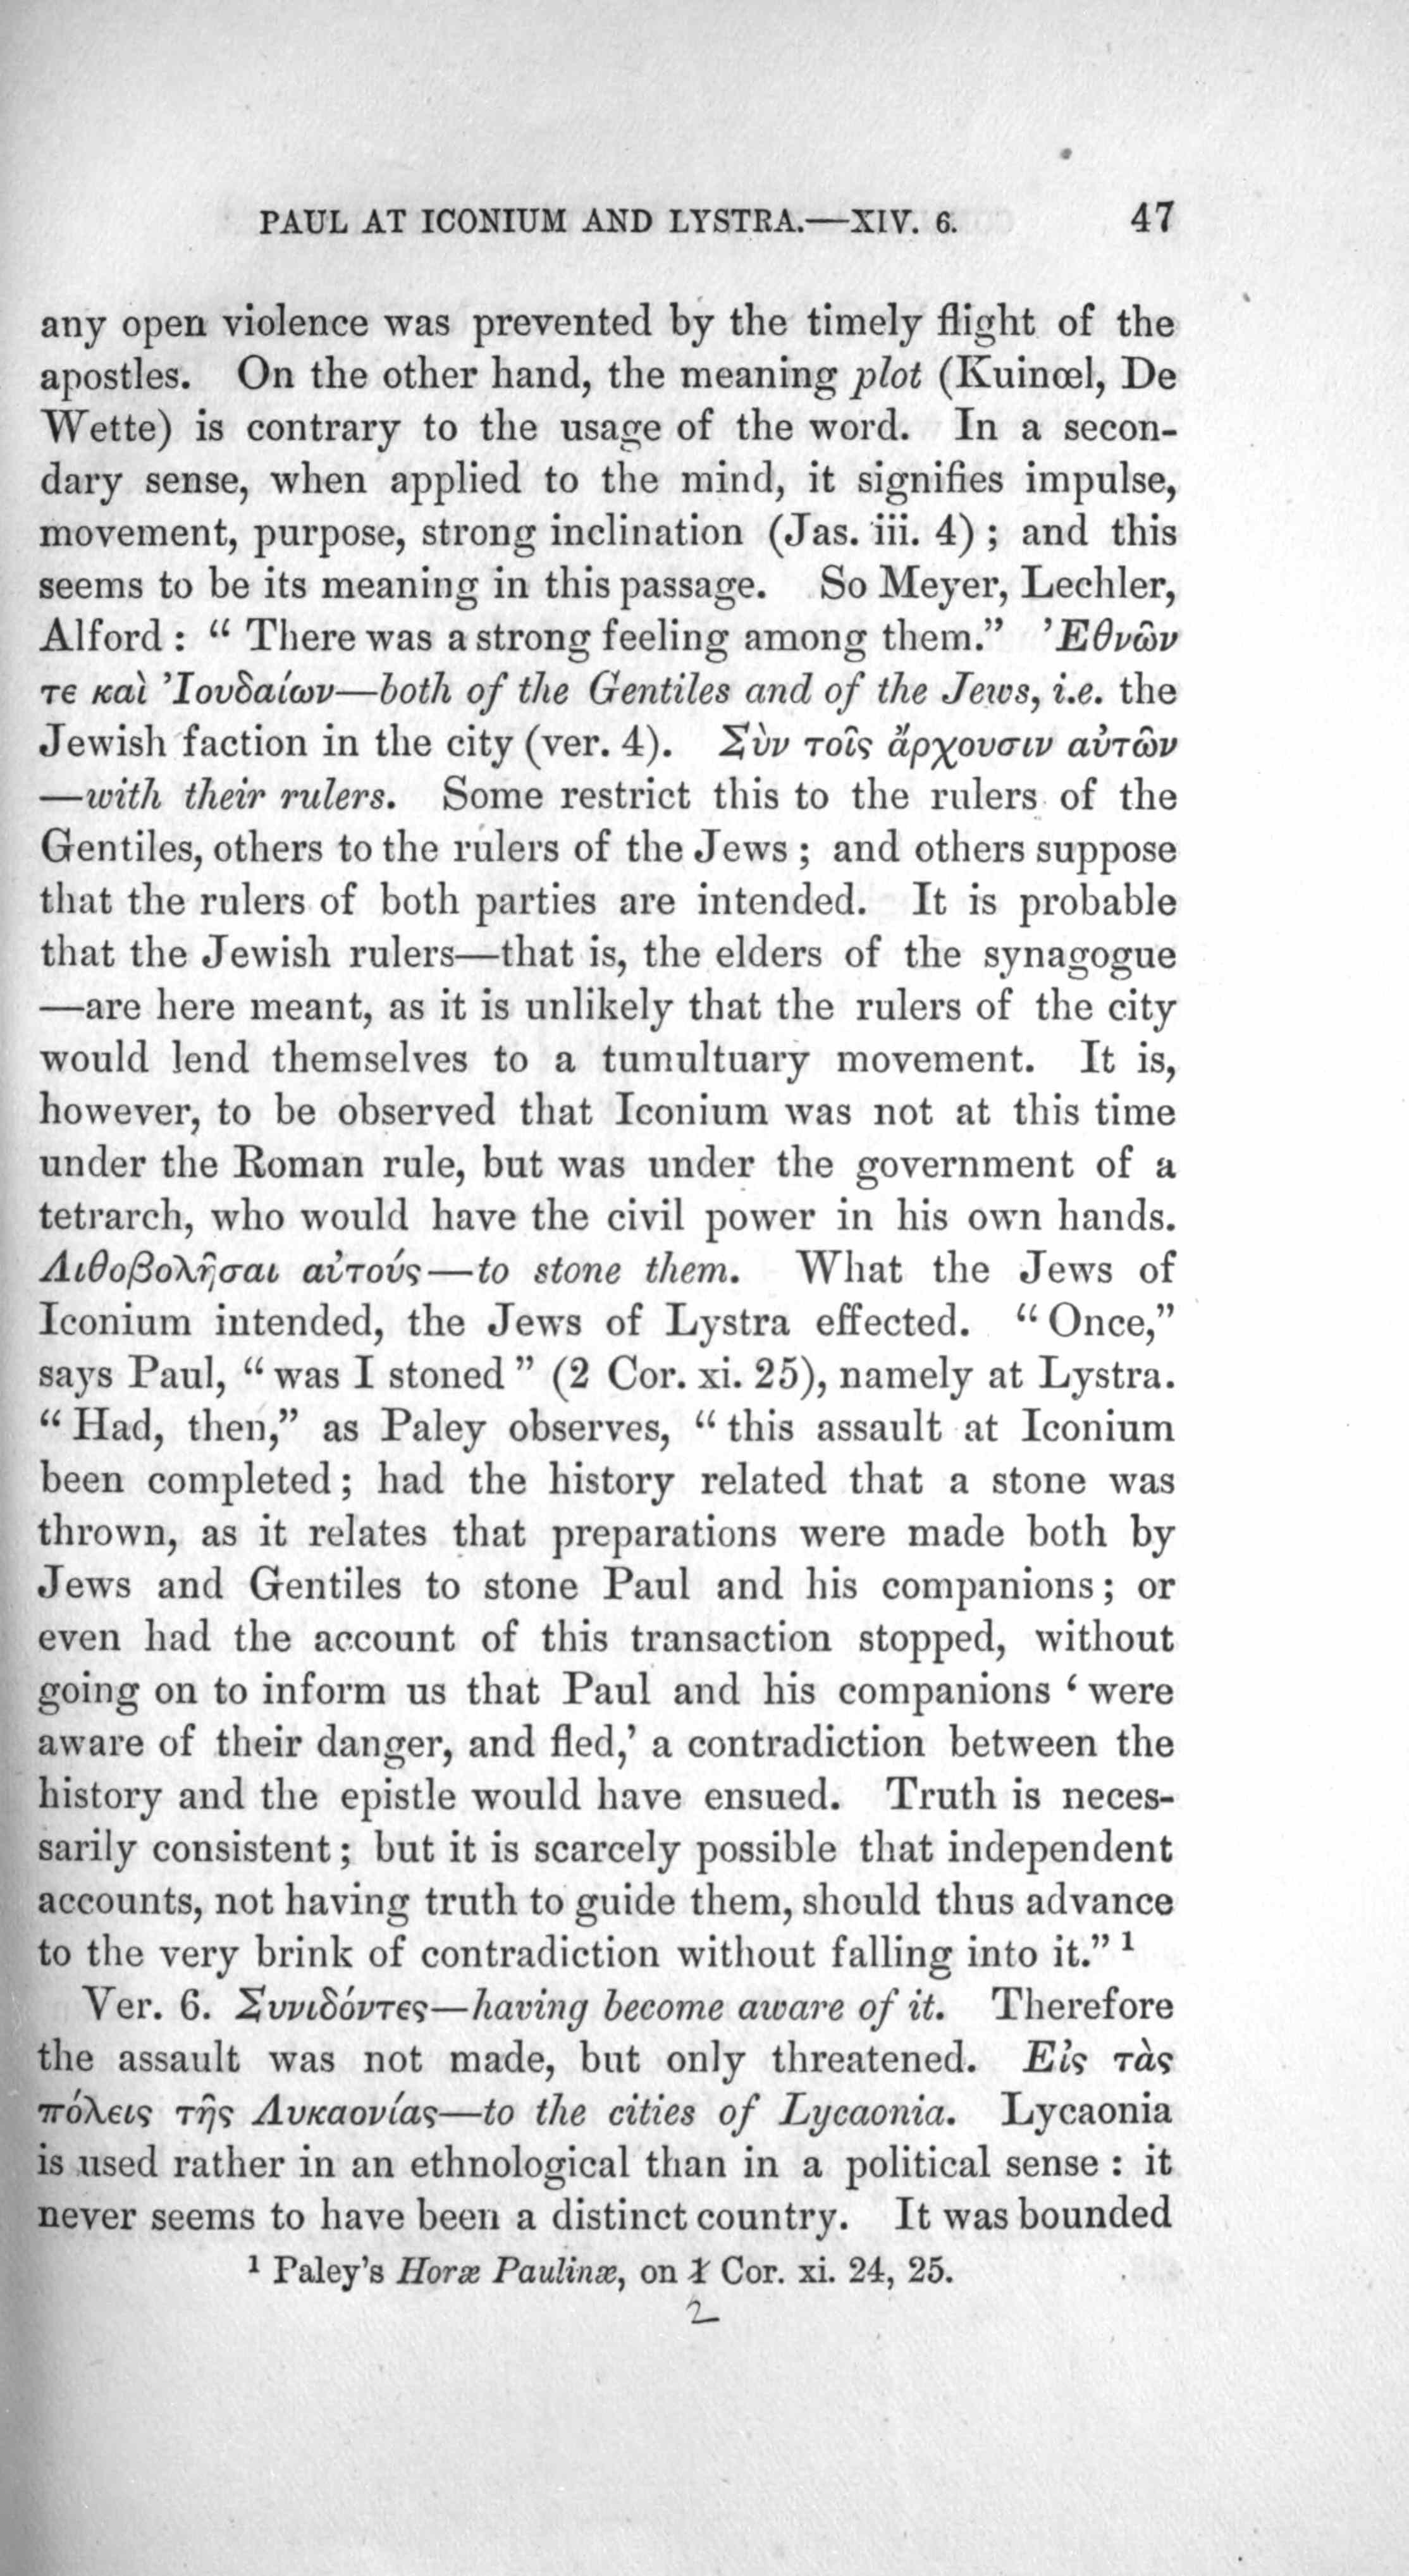 PAUL AT ICONIUM AND LYSTRA.—XIV. 6. 47
any open violence was prevented by the timely flight of the
apostles. On the other hand, the meaning plot (Kuinœl, De
Wette) is contrary to the usage of the word. In a secon-
dary sense, when applied to the mind, it signifies impulse,
movement, purpose, strong inclination (Jas. iii. 4) ; and this
seems to be its meaning in this passage. So Meyer, Lechler,
Alford : “ There was a strong feeling among them.” Ἐθνῶν
τε καὶ Ἰουδαίων—both of the Gentiles and of the Jews, i.e. the
Jewish faction in the city (ver. 4). Σὺν τοῖς ἄρχουσιν αὐτῶν
—with their rulers. Some restrict this to the rulers of the
Gentiles, others to the rulers of the Jews ; and others suppose
that the rulers of both parties are intended. It is probable
that the Jewish rulers—that is, the elders of the synagogue
—are here meant, as it is unlikely that the rulers of the city
would lend themselves to a tumultuary movement. It is,
however, to be observed that Iconium was not at this time
under the Roman rule, but was under the government of a
tetrarch, who would have the civil power in his own hands.
Λιθοβολῆσαι αὐτούς—to stone them. What the Jews of
Iconium intended, the Jews of Lystra effected. “ Once,”
says Paul, “ was I stoned ” (2 Cor. xi. 25), namely at Lystra.
“ Had, then,” as Paley observes, “ this assault at Iconium
been completed ; had the history related that a stone was
thrown, as it relates that preparations were made both by
Jews and Gentiles to stone Paul and his companions ; or
even had the account of this transaction stopped, without
going on to inform us that Paul and his companions ‘ were
aware of their danger, and fled,’ a contradiction between the
history and the epistle would have ensued. Truth is neces-
sarily consistent ; but it is scarcely possible that independent
accounts, not having truth to guide them, should thus advance
to the very brink of contradiction without falling into it.” ¹
Ver. 6. Συνιδόντες—having become aware of it. Therefore
the assault was not made, but only threatened. Εἰς τὰς
πόλεις τῆς Λυκαονίας—to the cities of Lycaonia. Lycaonia
is used rather in an ethnological than in a political sense : it
never seems to have been a distinct country. It was bounded
¹ Paley’s Horæ Paulinæ, on 1 Cor. xi. 24, 25.
2